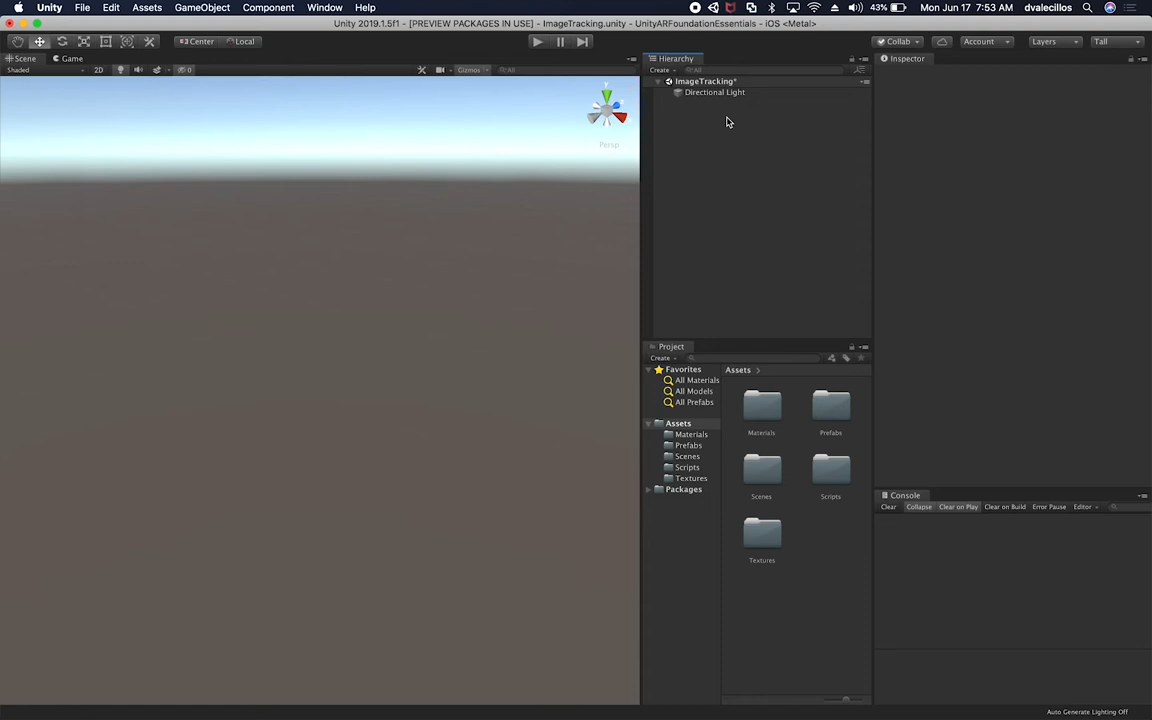 Unity File Edit Assets GameObject Component Window Help 43% Mon Jun 17 7:53 AM dvalecillos
Unity 2019.1.5f1 - [PREVIEW PACKAGES IN USE] - ImageTracking.unity - UnityARFoundationEssentials - iOS <Metal>
Center Local Collab Account Layers Tall
Scene Game Hierarchy Inspector
Shaded 2D 0 Gizmos All Create All
ImageTracking*
Directional Light
y
Persp
Project
Create
Favorites
All Materials
All Models
All Prefabs
Assets
Materials
Prefabs
Scenes
Scripts
Textures
Packages
Assets
Materials Prefabs
Scenes Scripts
Textures
Console
Clear Collapse Clear on Play Clear on Build Error Pause Editor
Auto Generate Lighting Off